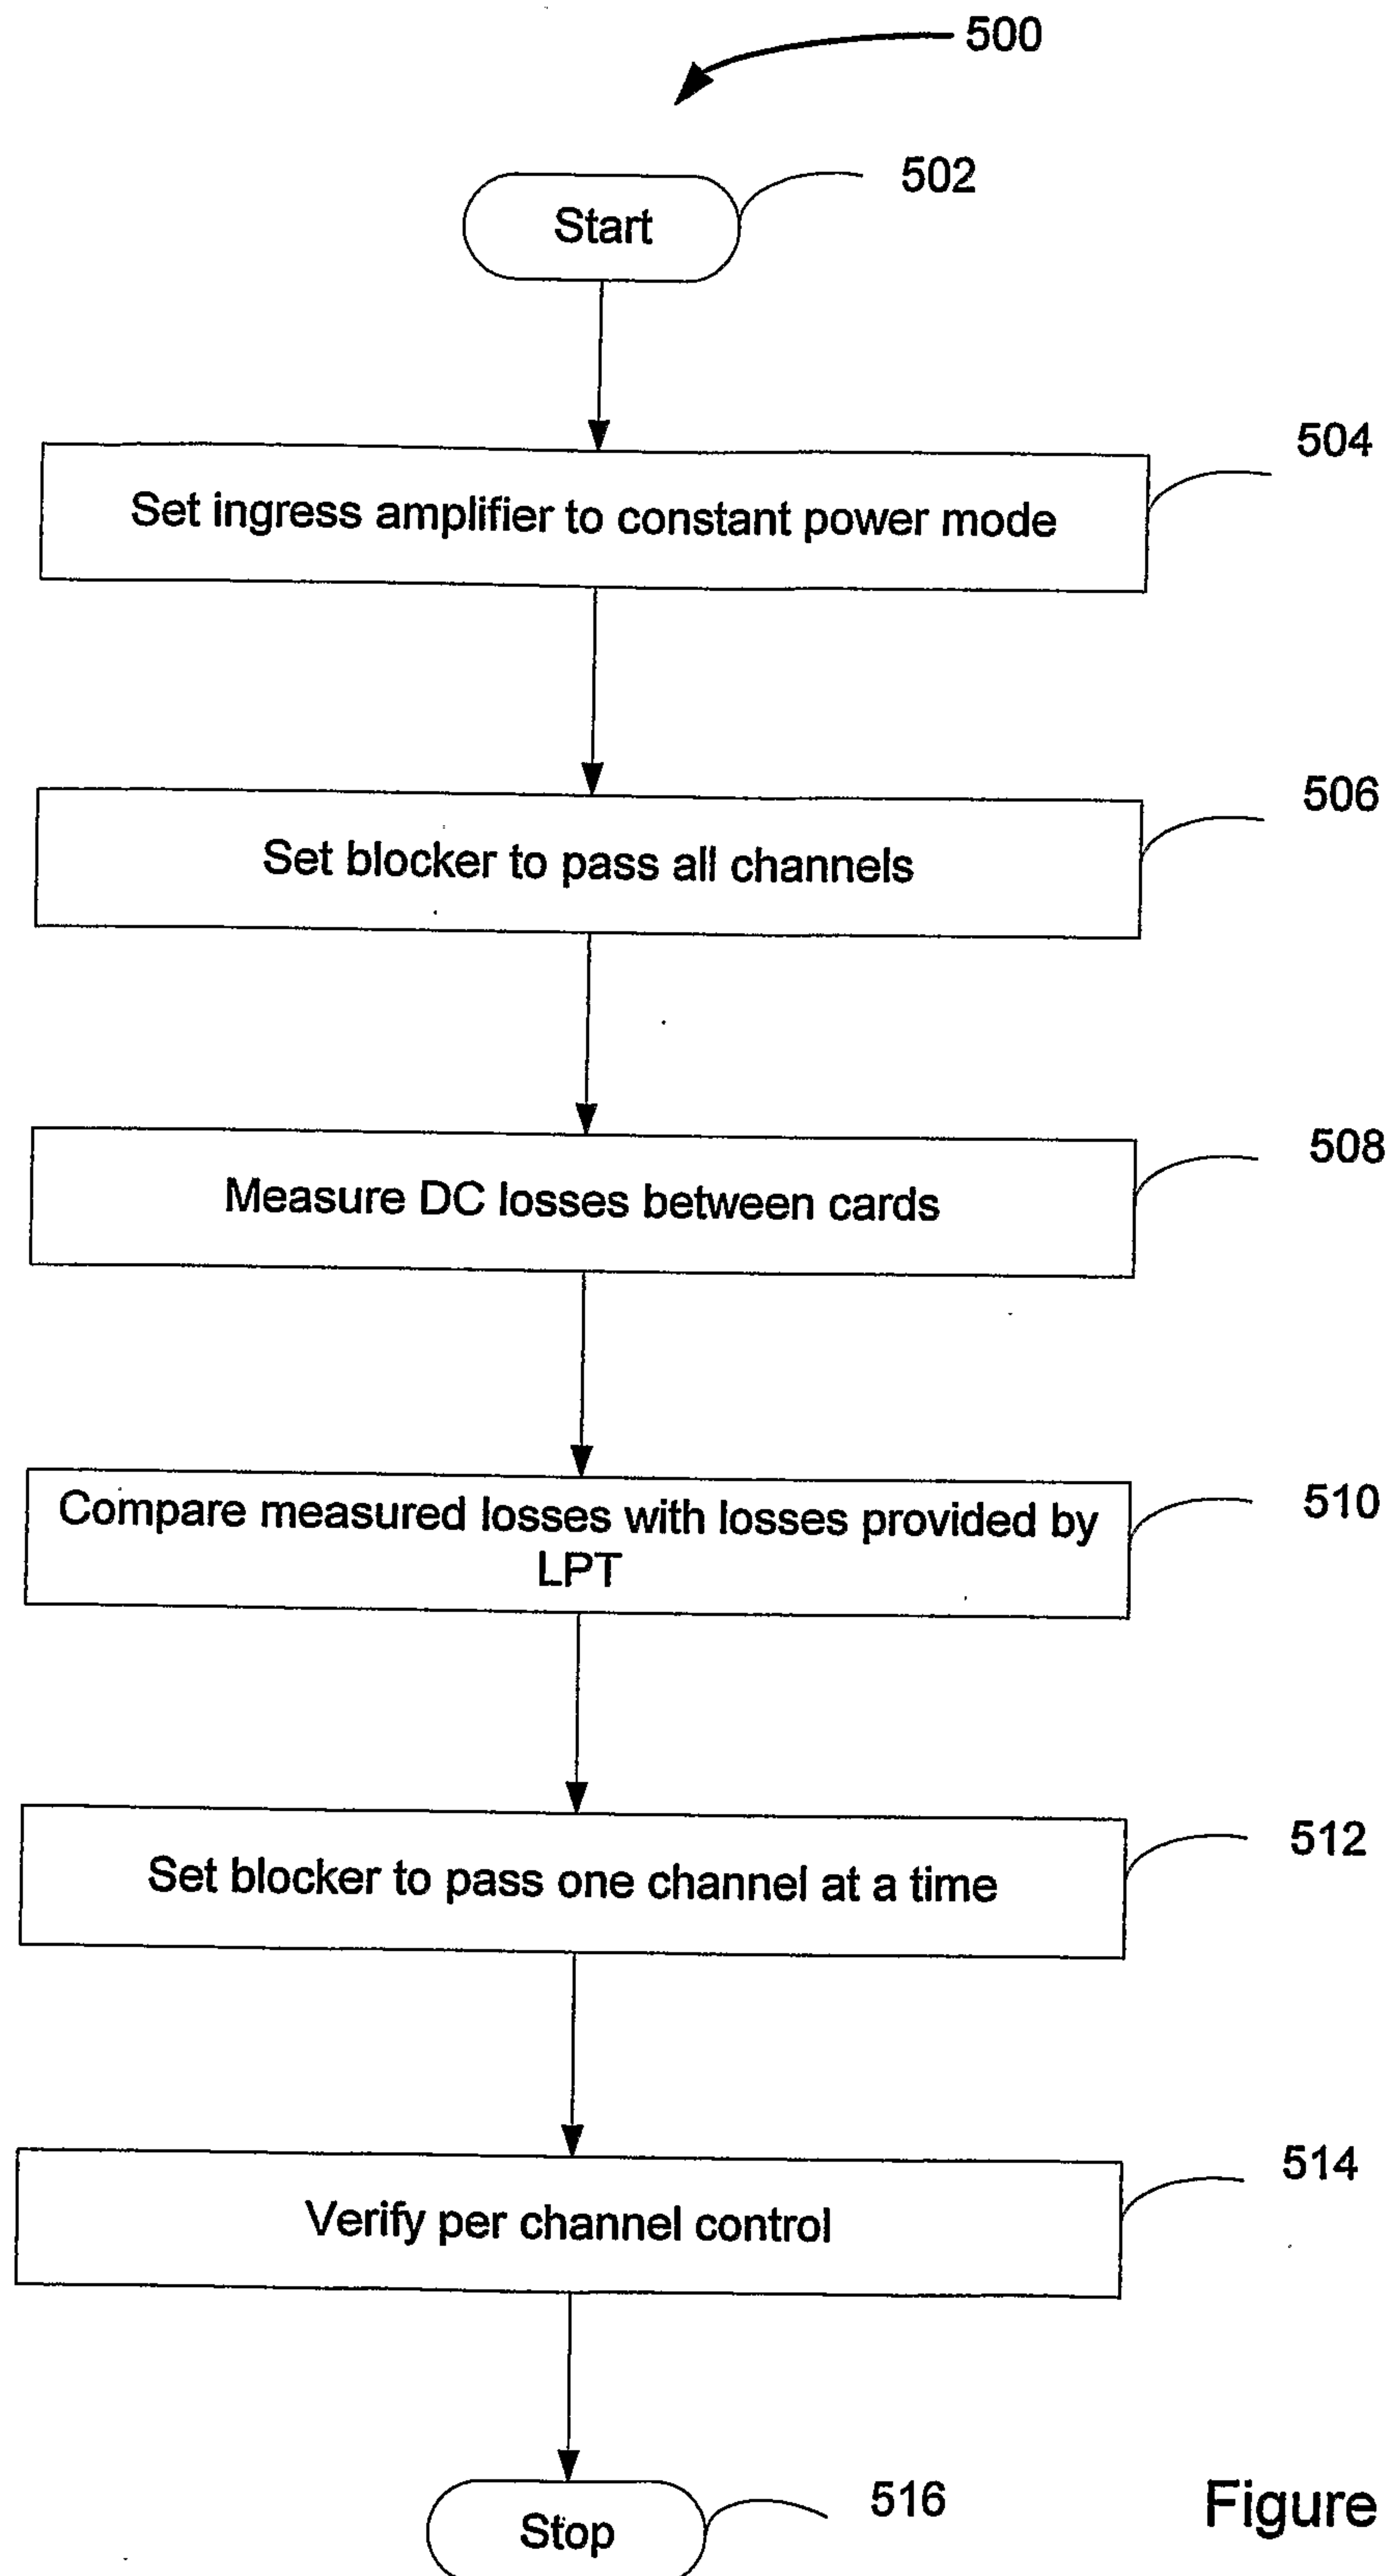 500
502
Start
504
Set ingress amplifier to constant power mode
506
Set blocker to pass all channels
508
Measure DC losses between cards
510
Compare measured losses with losses provided by
LPT
512
Set blocker to pass one channel at a time
514
Verify per channel control
516
Stop
Figure